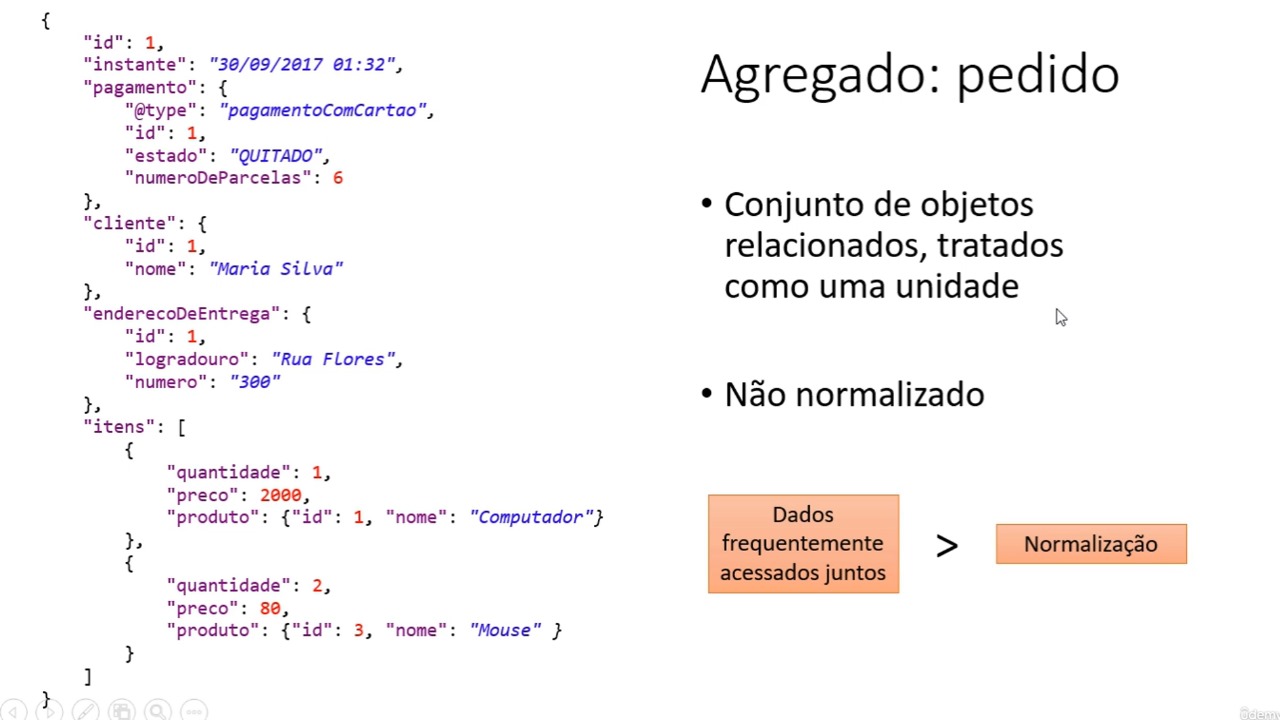 {
    "id": 1,
    "instante": "30/09/2017 01:32",
    "pagamento": {
        "@type": "pagamentoComCartao",
        "id": 1,
        "estado": "QUITADO",
        "numeroDeParcelas": 6
    },
    "cliente": {
        "id": 1,
        "nome": "Maria Silva"
    },
    "enderecoDeEntrega": {
        "id": 1,
        "logradouro": "Rua Flores",
        "numero": "300"
    },
    "itens": [
        {
            "quantidade": 1,
            "preco": 2000,
            "produto": {"id": 1, "nome": "Computador"}
        },
        {
            "quantidade": 2,
            "preco": 80,
            "produto": {"id": 3, "nome": "Mouse" }
        }
    ]
}
Agregado: pedido
• Conjunto de objetos
relacionados, tratados
como uma unidade
• Não normalizado
Dados
frequentemente
acessados juntos
>
Normalização
ûdemy